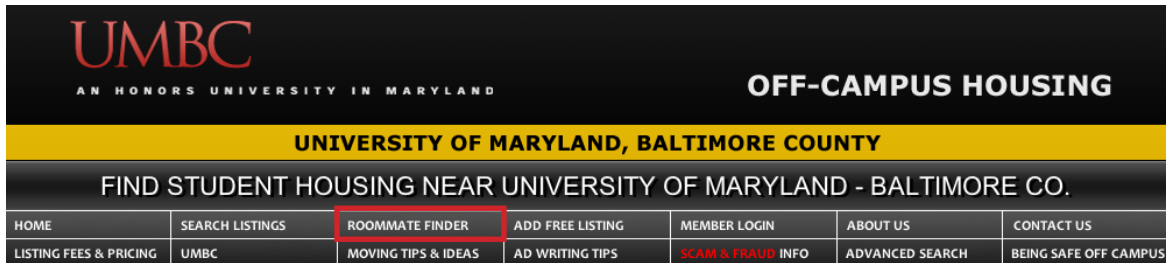 UMBC
AN HONORS UNIVERSITY IN MARYLAND
OFF-CAMPUS HOUSING
UNIVERSITY OF MARYLAND, BALTIMORE COUNTY
FIND STUDENT HOUSING NEAR UNIVERSITY OF MARYLAND - BALTIMORE CO.
HOME SEARCH LISTINGS ROOMMATE FINDER ADD FREE LISTING MEMBER LOGIN ABOUT US CONTACT US
LISTING FEES & PRICING UMBC MOVING TIPS & IDEAS AD WRITING TIPS SCAM & FRAUD INFO ADVANCED SEARCH BEING SAFE OFF CAMPUS